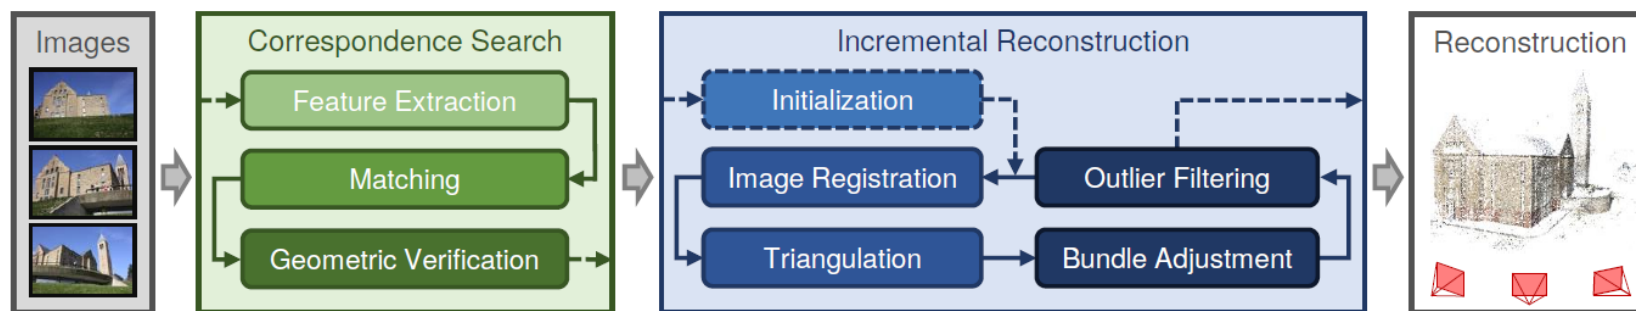 Images
Correspondence Search
Feature Extraction
Matching
Geometric Verification
Incremental Reconstruction
Initialization
Image Registration
Outlier Filtering
Triangulation
Bundle Adjustment
Reconstruction